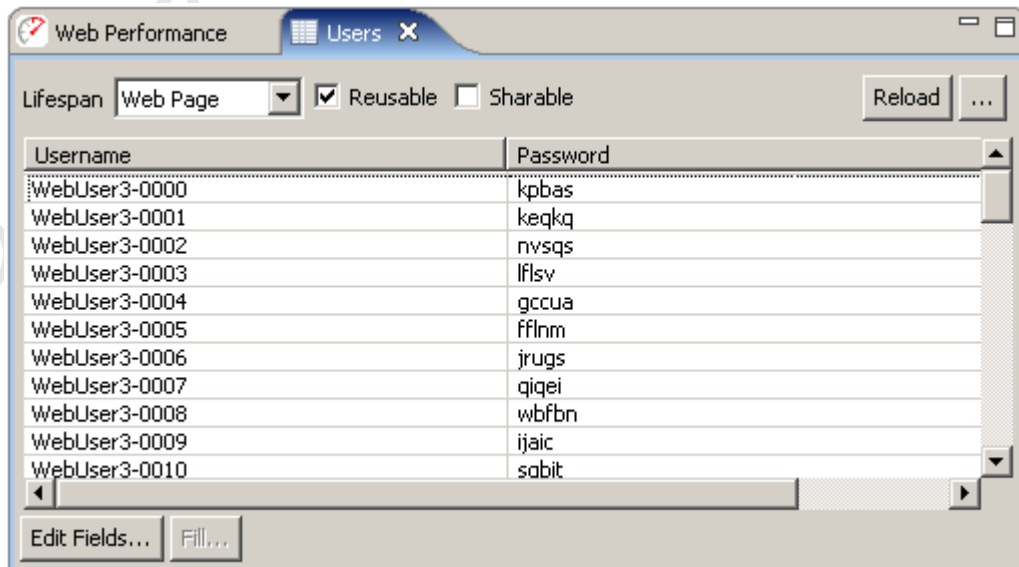 Web Performance Users
Lifespan Web Page Reusable Sharable Reload ...
Username Password
WebUser3-0000 kpbas
WebUser3-0001 keqkq
WebUser3-0002 nvsqs
WebUser3-0003 lflsv
WebUser3-0004 gccua
WebUser3-0005 fflnm
WebUser3-0006 jrugs
WebUser3-0007 qiqei
WebUser3-0008 wbfbn
WebUser3-0009 ijaic
WebUser3-0010 sqbit
Edit Fields... Fill...